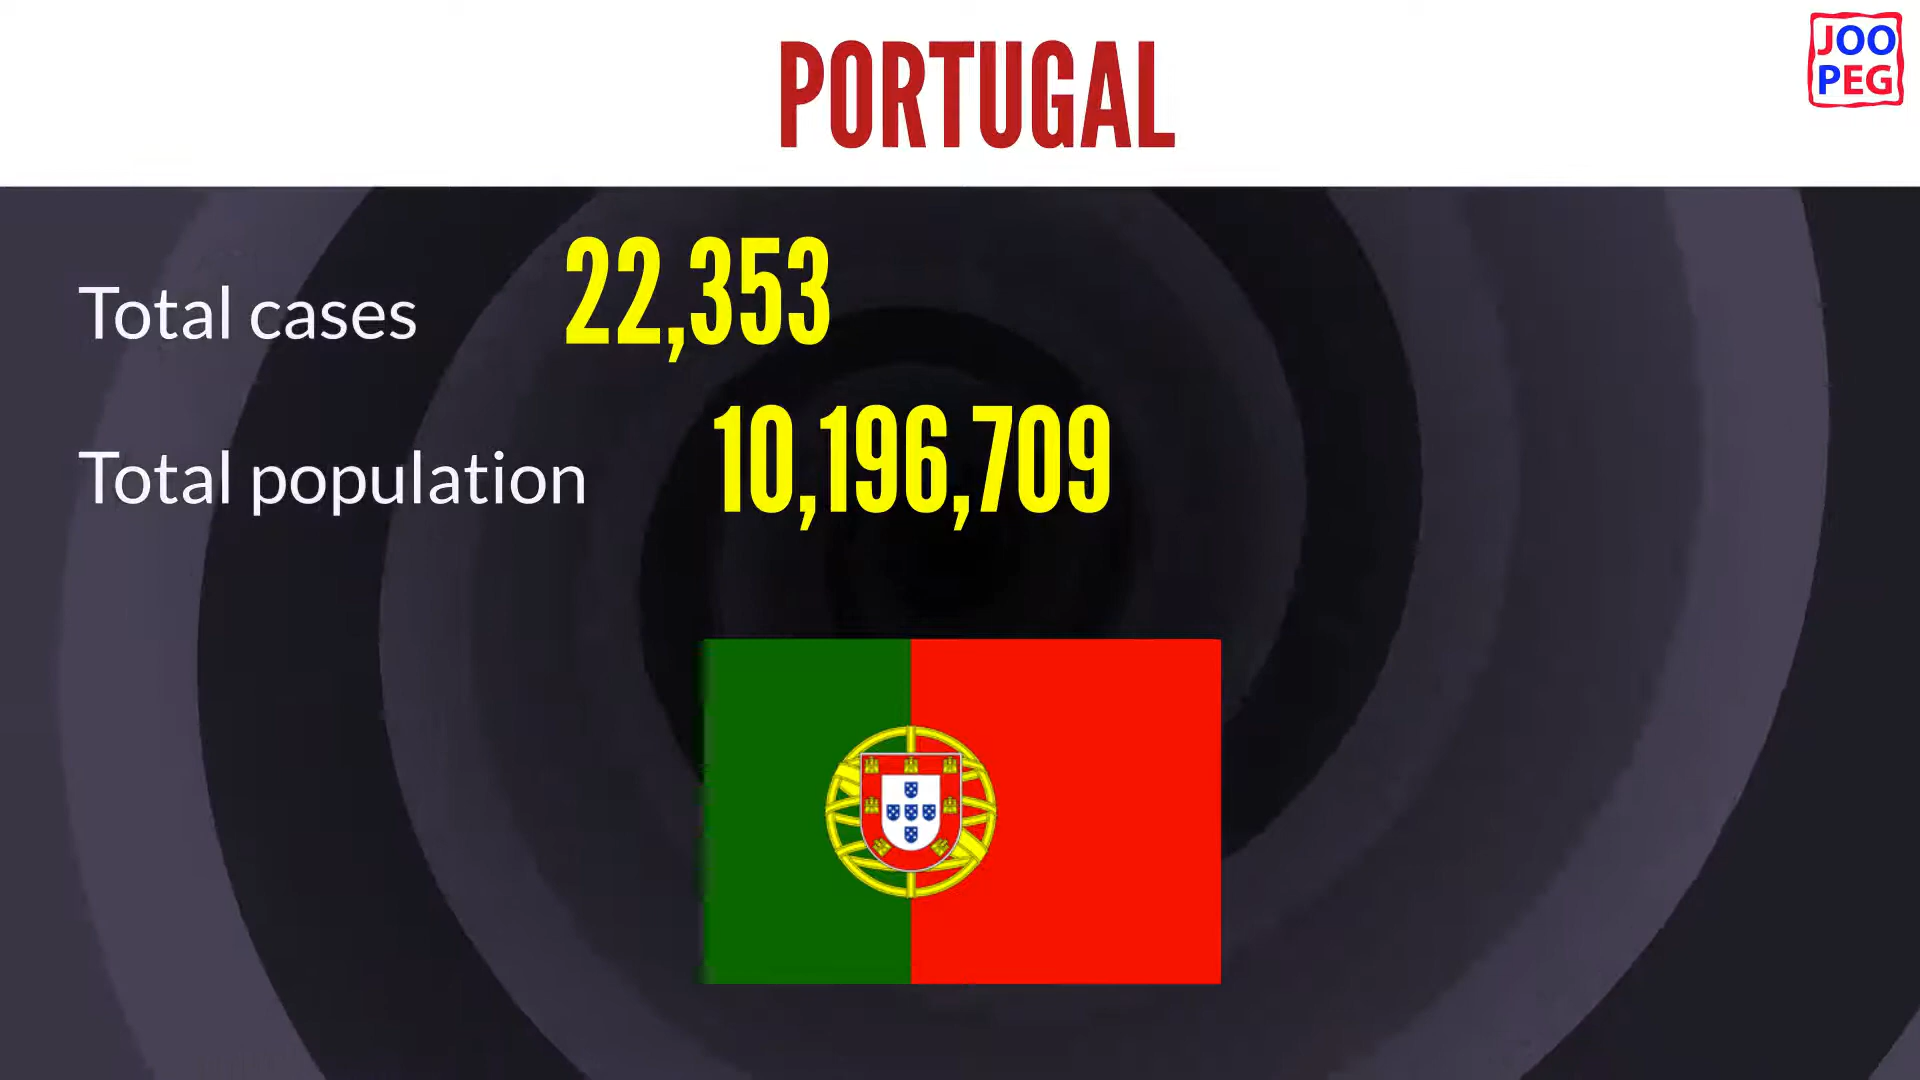 PORTUGAL
JOO
PEG
Total cases 22,353
Total population 10,196,709